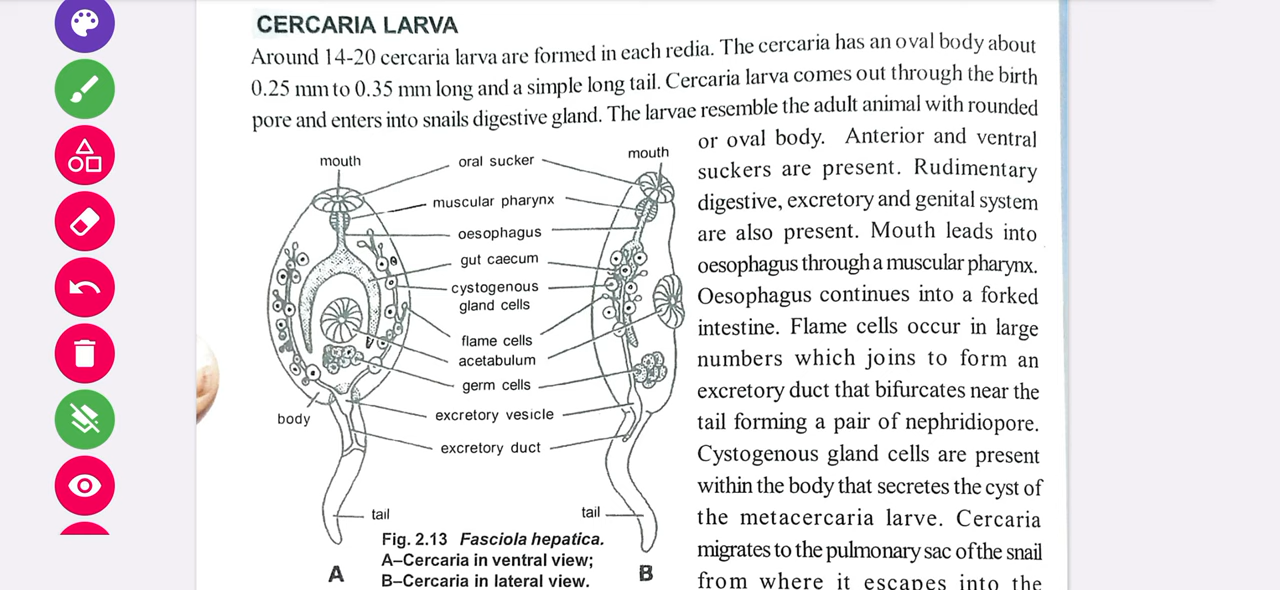 CERCARIA LARVA
Around 14-20 cercaria larva are formed in each redia. The cercaria has an oval body about
0.25 mm to 0.35 mm long and a simple long tail. Cercaria larva comes out through the birth
pore and enters into snails digestive gland. The larvae resemble the adult animal with rounded
or oval body. Anterior and ventral
suckers are present. Rudimentary
digestive, excretory and genital system
are also present. Mouth leads into
oesophagus through a muscular pharynx.
Oesophagus continues into a forked
intestine. Flame cells occur in large
numbers which joins to form an
excretory duct that bifurcates near the
tail forming a pair of nephridiopore.
Cystogenous gland cells are present
within the body that secretes the cyst of
the metacercaria larve. Cercaria
migrates to the pulmonary sac of the snail
from where it escapes into the
mouth
oral sucker
mouth
muscular pharynx
oesophagus
gut caecum
cystogenous
gland cells
flame cells
acetabulum
germ cells
body
excretory vesicle
excretory duct
tail
tail
Fig. 2.13 Fasciola hepatica.
A–Cercaria in ventral view;
B–Cercaria in lateral view.
A
B